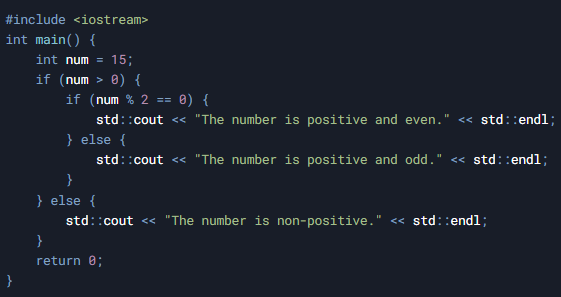 #include <iostream>
int main() {
    int num = 15;
    if (num > 0) {
        if (num % 2 == 0) {
            std::cout << "The number is positive and even." << std::endl;
        } else {
            std::cout << "The number is positive and odd." << std::endl;
        }
    } else {
        std::cout << "The number is non-positive." << std::endl;
    }
    return 0;
}